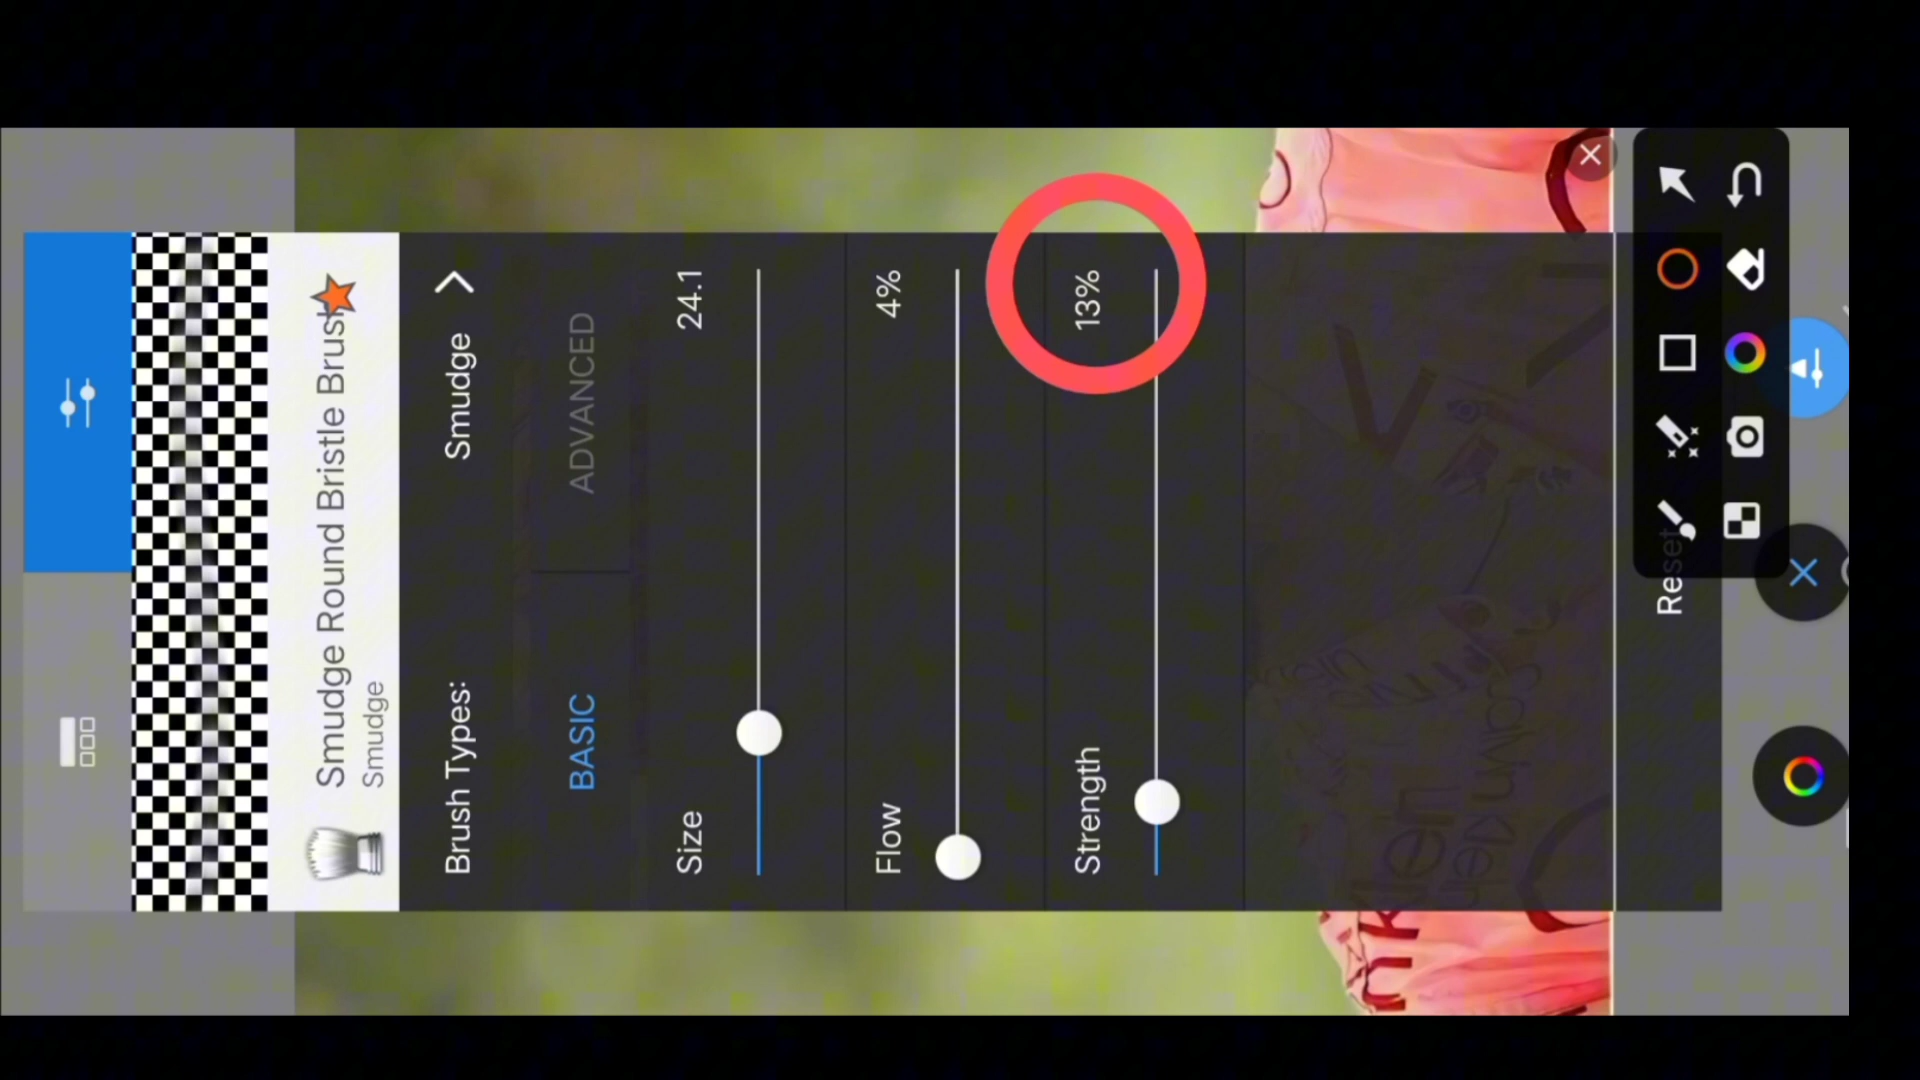 Smudge Round Bristle Brush
Smudge
Brush Types:
Smudge
BASIC
ADVANCED
Size
24.1
Flow
4%
Strength
13%
Reset